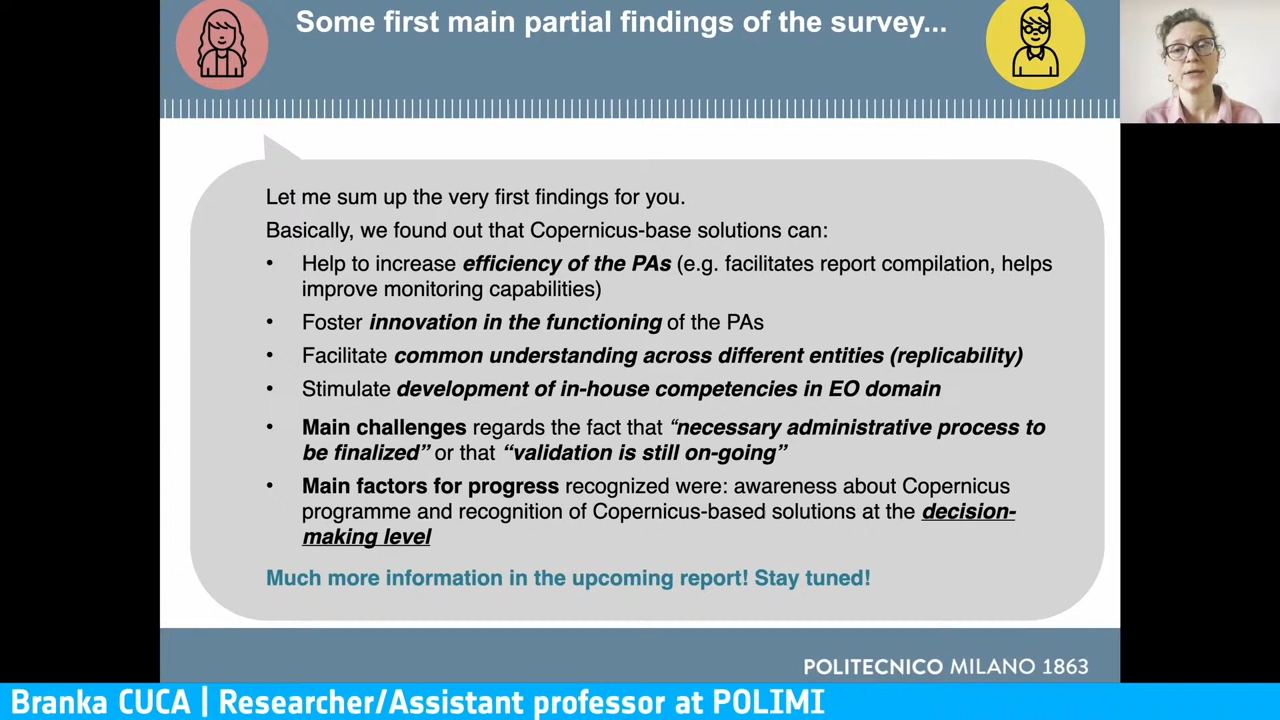 Some first main partial findings of the survey...
Let me sum up the very first findings for you.
Basically, we found out that Copernicus-base solutions can:
• Help to increase efficiency of the PAs (e.g. facilitates report compilation, helps
improve monitoring capabilities)
• Foster innovation in the functioning of the PAs
• Facilitate common understanding across different entities (replicability)
• Stimulate development of in-house competencies in EO domain
• Main challenges regards the fact that “necessary administrative process to
be finalized” or that “validation is still on-going”
• Main factors for progress recognized were: awareness about Copernicus
programme and recognition of Copernicus-based solutions at the decision-
making level
Much more information in the upcoming report! Stay tuned!
POLITECNICO MILANO 1863
Branka CUCA | Researcher/Assistant professor at POLIMI